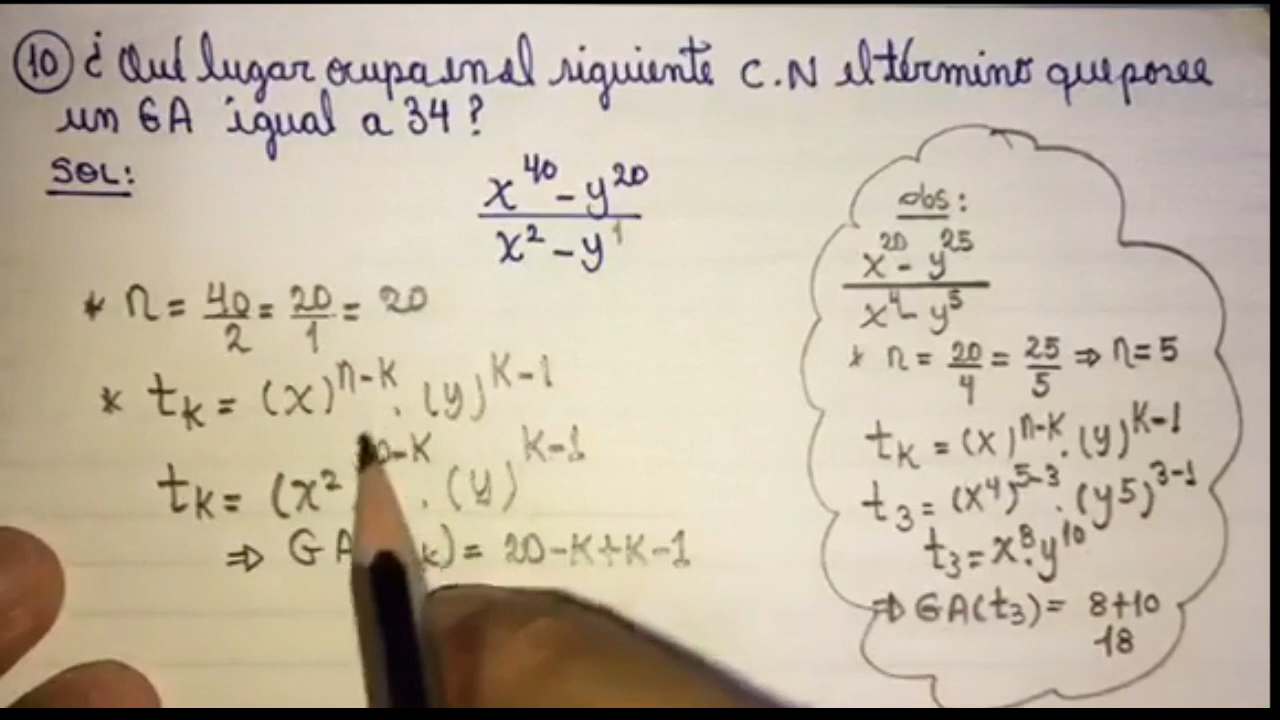 10 ¿Qué lugar ocupa en el siguiente C.N el término que posee
un GA igual a 34?
SOL:
x^40 - y^20
x^2 - y^1
* n = 40/2 = 20/1 = 20
* t_k = (x)^n-k . (y)^k-1
t_k = (x^2 0-k . (y)^k-1
⇒ GA k) = 20-k+k-1
obs:
x^20 - y^25
x^4 - y^5
* n = 20/4 = 25/5 ⇒ n=5
t_k = (x)^n-k . (y)^k-1
t_3 = (x^4)^5-3 . (y5)^3-1
t_3 = x^8 . y^10
⇒ GA(t_3) = 8+10
18